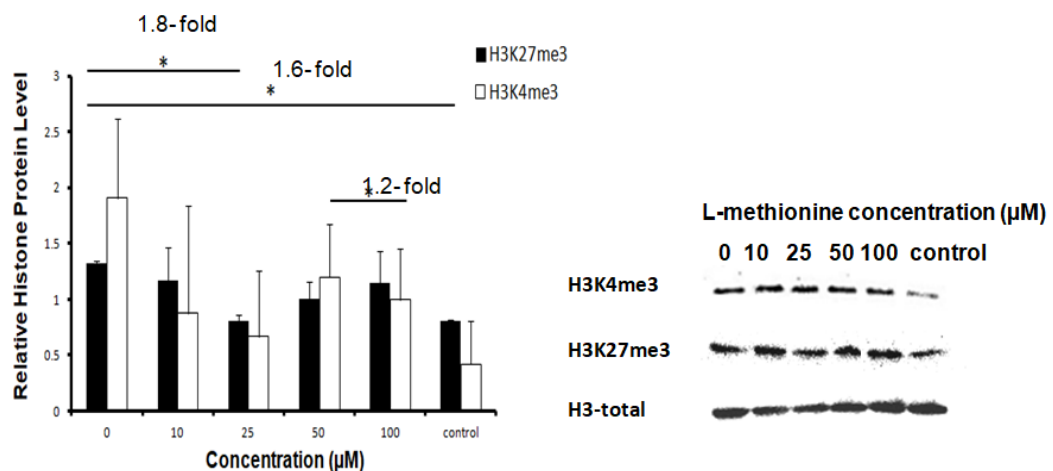 1.8-fold
*
1.6-fold
*
H3K27me3
H3K4me3
1.2-fold
*
Relative Histone Protein Level
3
2.5
2
1.5
1
0.5
0
0 10 25 50 100 control
Concentration (µM)
L-methionine concentration (µM)
0 10 25 50 100 control
H3K4me3
H3K27me3
H3-total